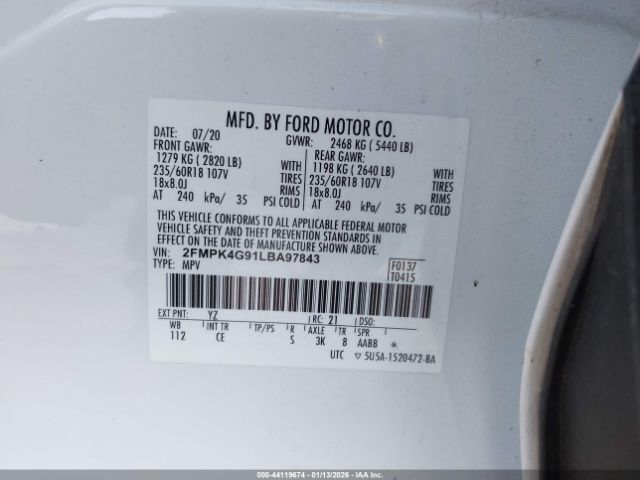 MFD. BY FORD MOTOR CO.
DATE: 07/20 GVWR: 2468 KG ( 5440 LB)
FRONT GAWR: REAR GAWR:
1279 KG ( 2820 LB) WITH 1198 KG ( 2640 LB) WITH
235/60R18 107V TIRES 235/60R18 107V TIRES
18x8.0J RIMS 18x8.0J RIMS
AT 240 kPa/ 35 PSI COLD AT 240 kPa/ 35 PSI COLD
THIS VEHICLE CONFORMS TO ALL APPLICABLE FEDERAL MOTOR
VEHICLE SAFETY AND THEFT PREVENTION STANDARDS IN
EFFECT ON THE DATE OF MANUFACTURE SHOWN ABOVE.
VIN: 2FMPK4G91LBA97843 F0137
TYPE: MPV T0415
EXT PNT: YZ RC: 21 DSO:
WB INT TR TP/PS R AXLE TR SPR
112 CE S 3K 8 AABB
UTC ▽ 5U5A-1520472-BA
000-44119674 | 01/13/2026 | COPART IAA